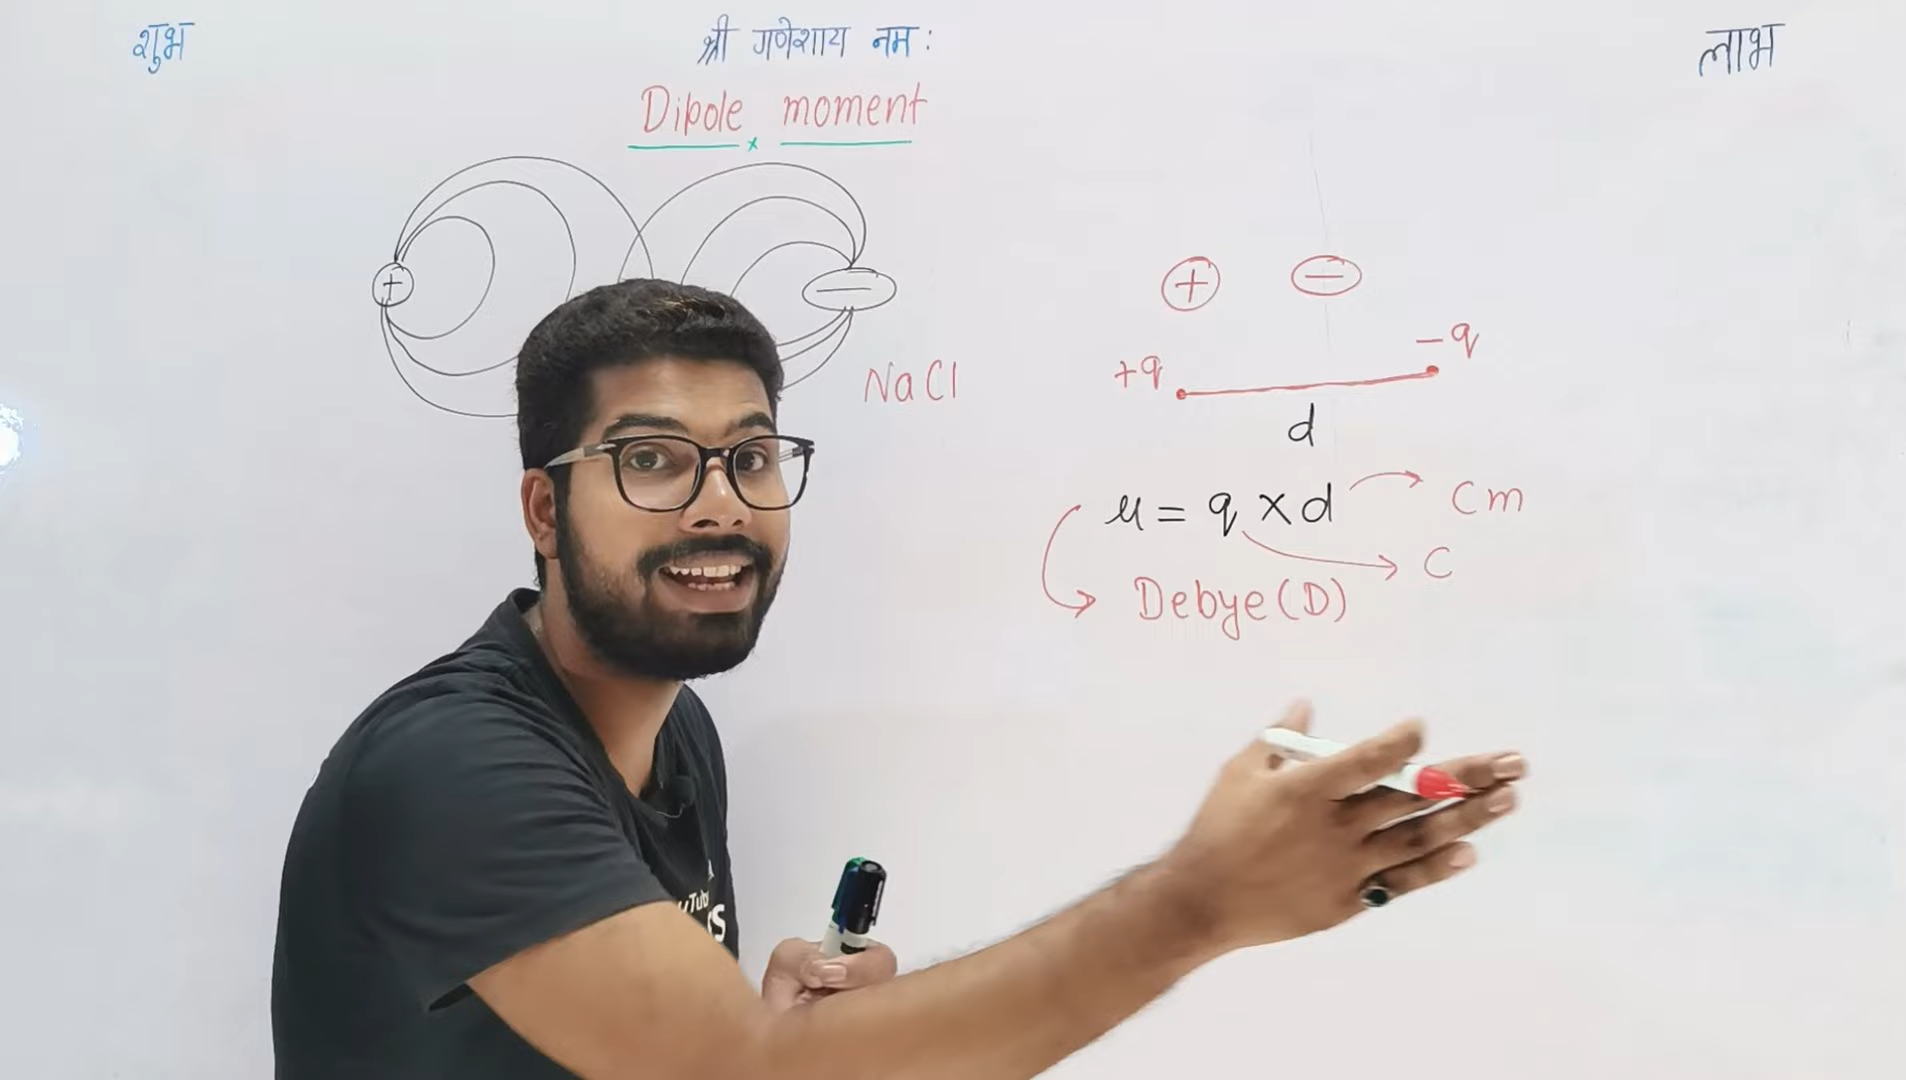 शुभ
श्री गणेशाय नमः
लाभ
Dipole moment
x
+
−
+
−
+q
−q
NaCl
d
μ = q × d
Cm
C
Debye (D)